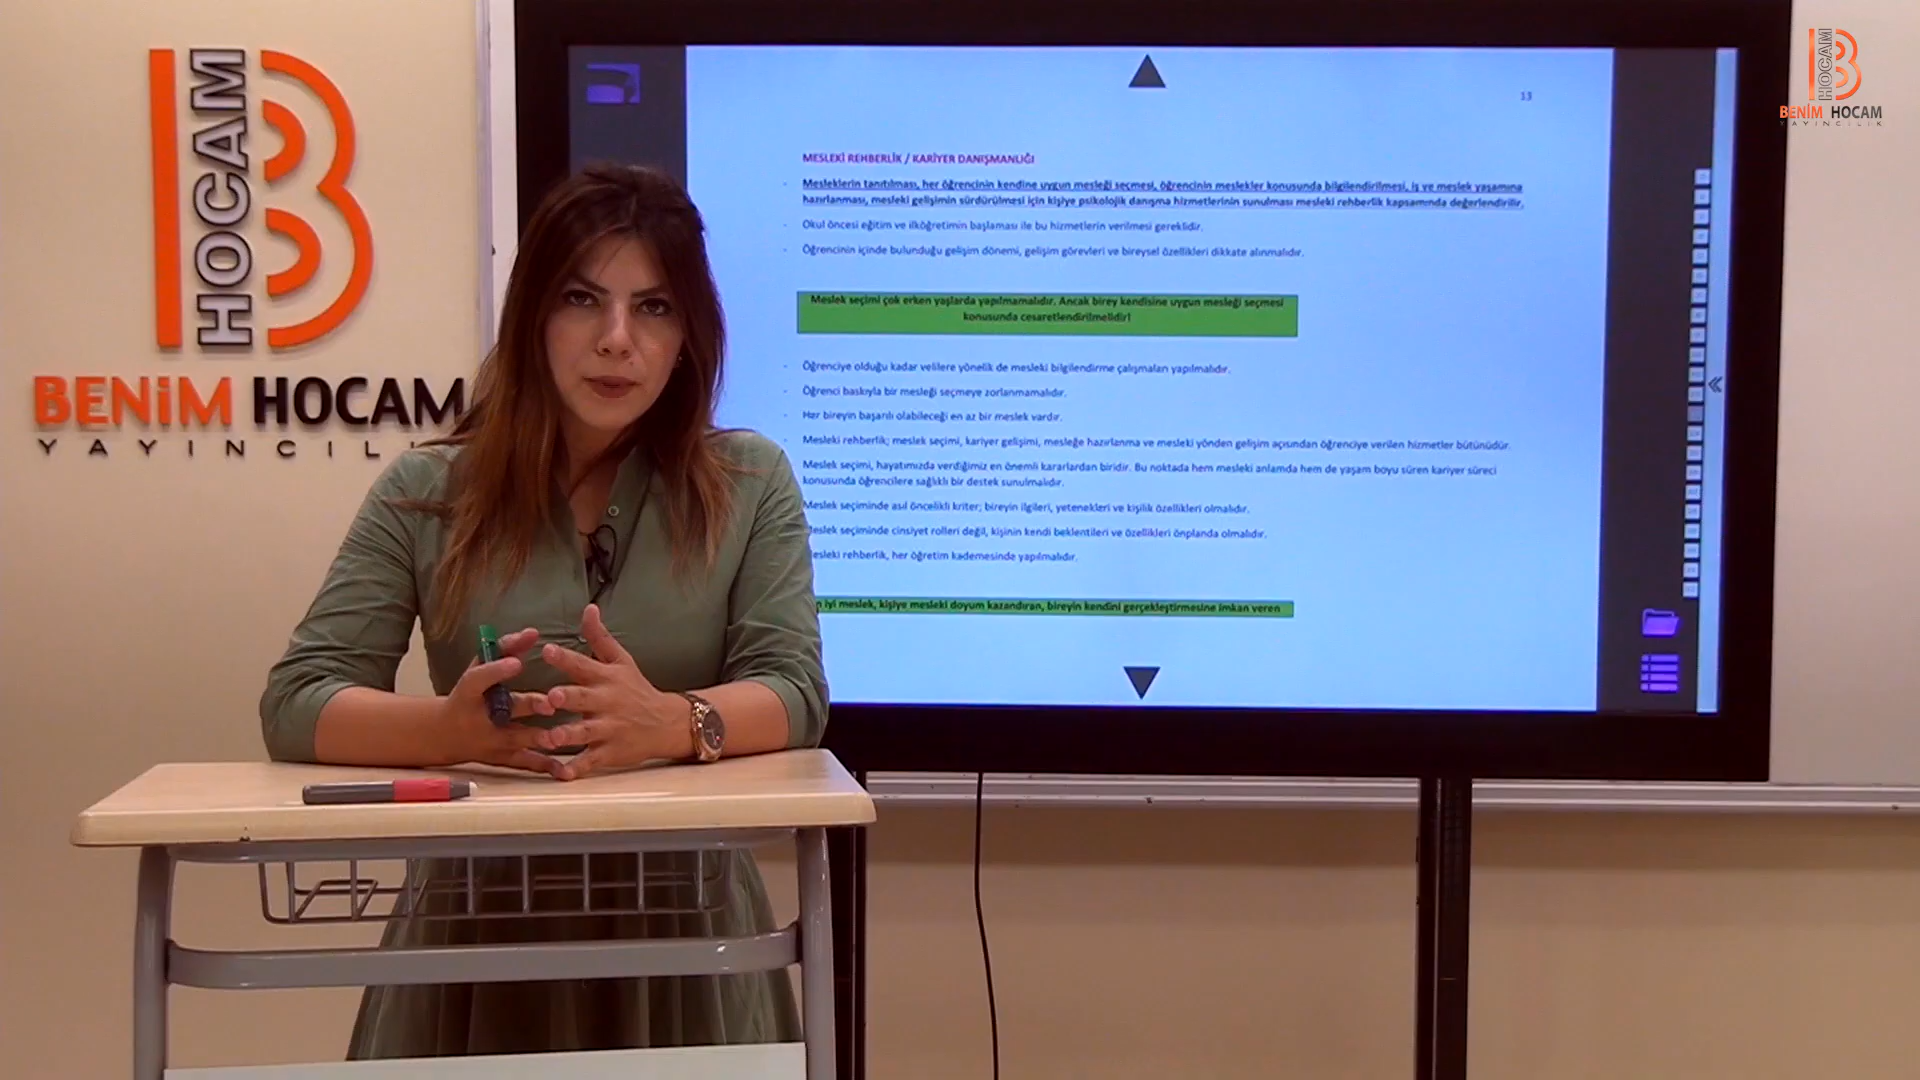 HOCAM
BENİM HOCAM
YAYINCIL
13
MESLEKİ REHBERLİK / KARİYER DANIŞMANLIĞI
- Mesleklerin tanıtılması, her öğrencinin kendine uygun mesleği seçmesi, öğrencinin meslekler konusunda bilgilendirilmesi, iş ve meslek yaşamına
hazırlanması, mesleki gelişimin sürdürülmesi için kişiye psikolojik danışma hizmetlerinin sunulması mesleki rehberlik kapsamında değerlendirilir.
- Okul öncesi eğitim ve ilköğretimin başlaması ile bu hizmetlerin verilmesi gereklidir.
- Öğrencinin içinde bulunduğu gelişim dönemi, gelişim görevleri ve bireysel özellikleri dikkate alınmalıdır.
Meslek seçimi çok erken yaşlarda yapılmamalıdır. Ancak birey kendisine uygun mesleği seçmesi
konusunda cesaretlendirilmelidir!
- Öğrenciye olduğu kadar velilere yönelik de mesleki bilgilendirme çalışmaları yapılmalıdır.
- Öğrenci baskıyla bir mesleği seçmeye zorlanmamalıdır.
- Her bireyin başarılı olabileceği en az bir meslek vardır.
- Mesleki rehberlik; meslek seçimi, kariyer gelişimi, mesleğe hazırlanma ve mesleki yönden gelişim açısından öğrenciye verilen hizmetler bütünüdür.
Meslek seçimi, hayatımızda verdiğimiz en önemli kararlardan biridir. Bu noktada hem mesleki anlamda hem de yaşam boyu süren kariyer süreci
konusunda öğrencilere sağlıklı bir destek sunulmalıdır.
Meslek seçiminde asıl öncelikli kriter; bireyin ilgileri, yetenekleri ve kişilik özellikleri olmalıdır.
eslek seçiminde cinsiyet rolleri değil, kişinin kendi beklentileri ve özellikleri önplanda olmalıdır.
esleki rehberlik, her öğretim kademesinde yapılmalıdır.
n iyi meslek, kişiye mesleki doyum kazandıran, bireyin kendini gerçekleştirmesine imkan veren
HOCAM
BENİM HOCAM
YAYINCILIK